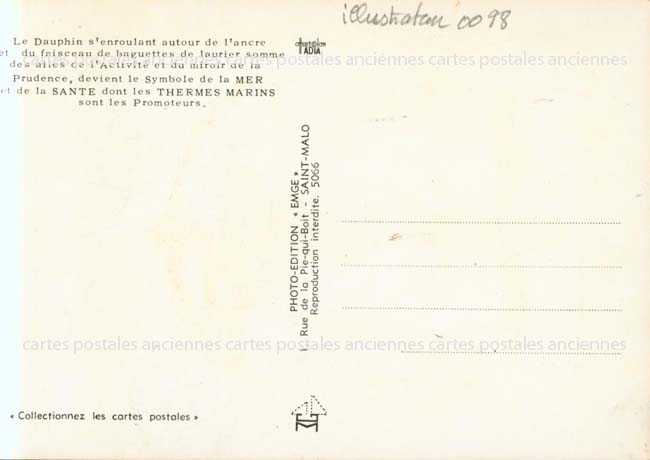 illustration 0098
Le Dauphin s'enroulant autour de l'ancre
et du faisceau de baguettes de laurier somme
des ailes de l'Activité et du miroir de la
Prudence, devient le Symbole de la MER
et de la SANTE dont les THERMES MARINS
sont les Promoteurs.
ADIA
cartes postales anciennes cartes postales anciennes cartes postales anciennes
PHOTO-EDITION « EMGE »
1, Rue de la Pie-qui-Boit - SAINT-MALO
Reproduction interdite. 5066
cartes postales anciennes cartes postales anciennes cartes postales anciennes
« Collectionnez les cartes postales »